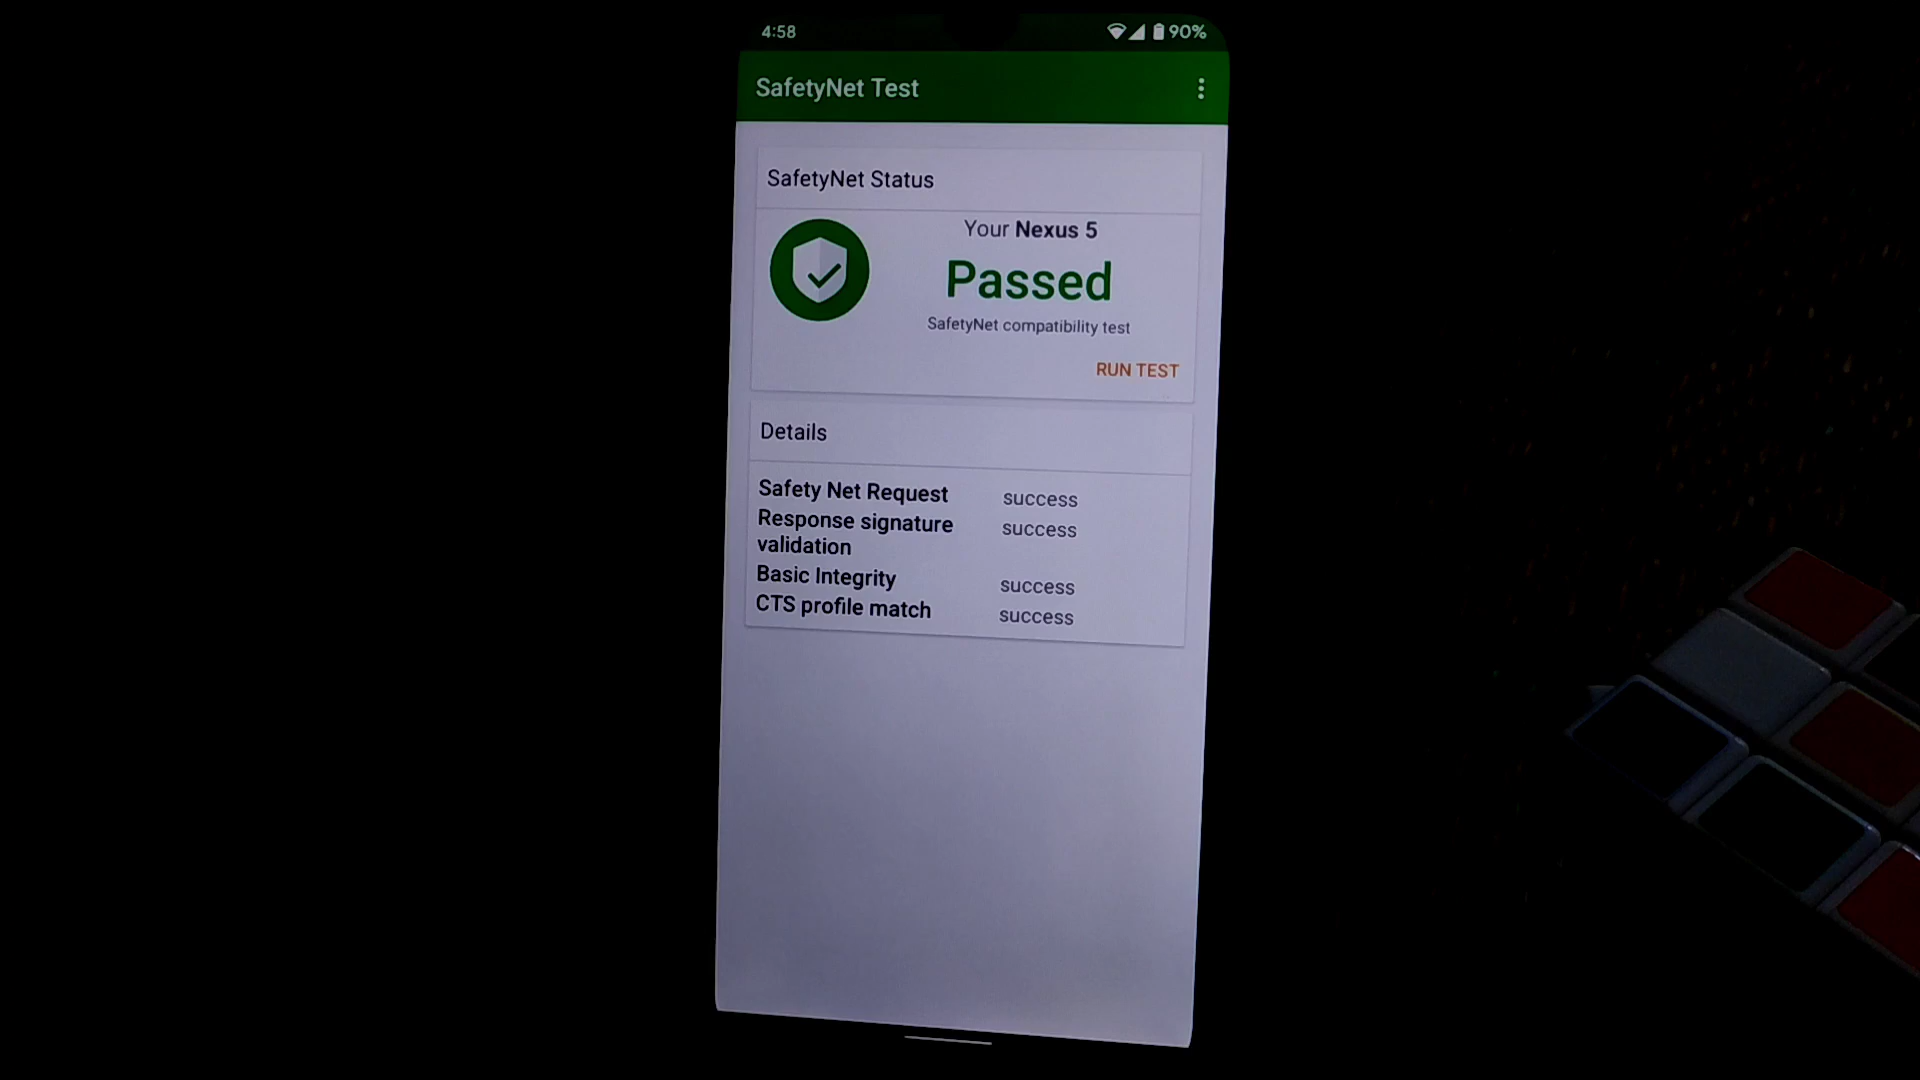 4:58 90%
SafetyNet Test
SafetyNet Status
Your Nexus 5
Passed
SafetyNet compatibility test
RUN TEST
Details
Safety Net Request success
Response signature success
validation
Basic Integrity success
CTS profile match success